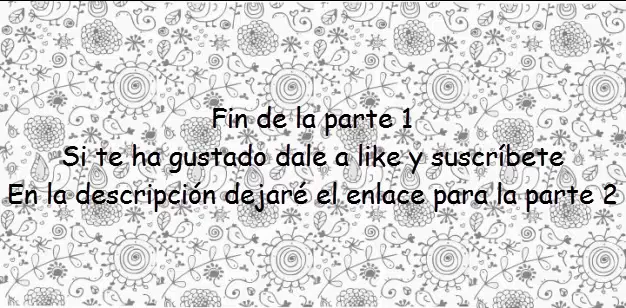 Fin de la parte 1
Si te ha gustado dale a like y suscríbete
En la descripción dejaré el enlace para la parte 2